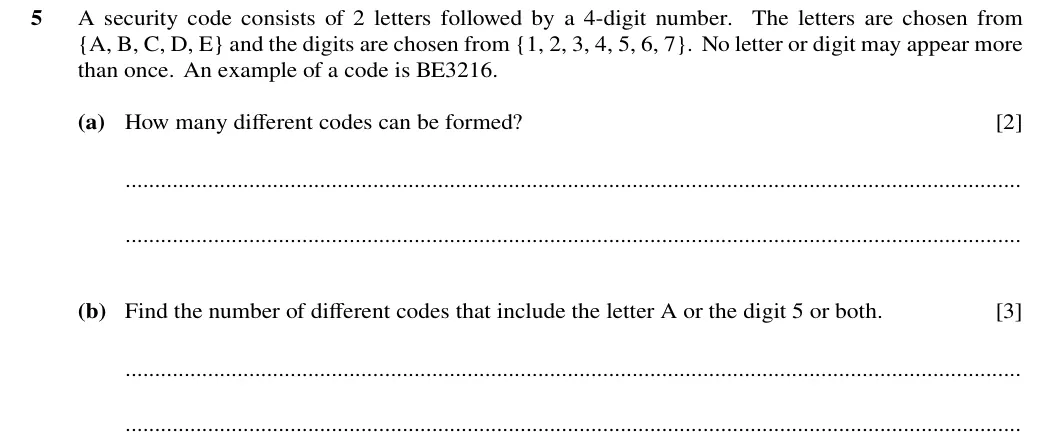 5 A security code consists of 2 letters followed by a 4-digit number. The letters are chosen from
{A, B, C, D, E} and the digits are chosen from {1, 2, 3, 4, 5, 6, 7}. No letter or digit may appear more
than once. An example of a code is BE3216.
(a) How many different codes can be formed? [2]
(b) Find the number of different codes that include the letter A or the digit 5 or both. [3]